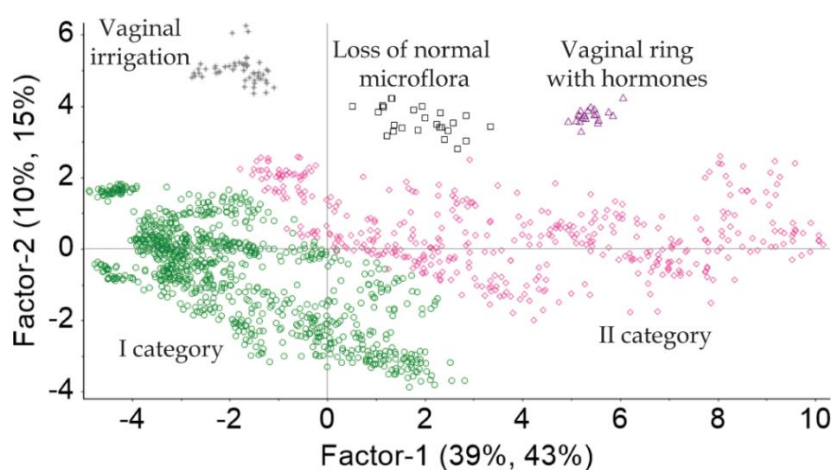 Vaginal
irrigation
Loss of normal
microflora
Vaginal ring
with hormones
I category
II category
Factor-2 (10%, 15%)
6
4
2
0
-2
-4
-4
-2
0
2
4
6
8
10
Factor-1 (39%, 43%)